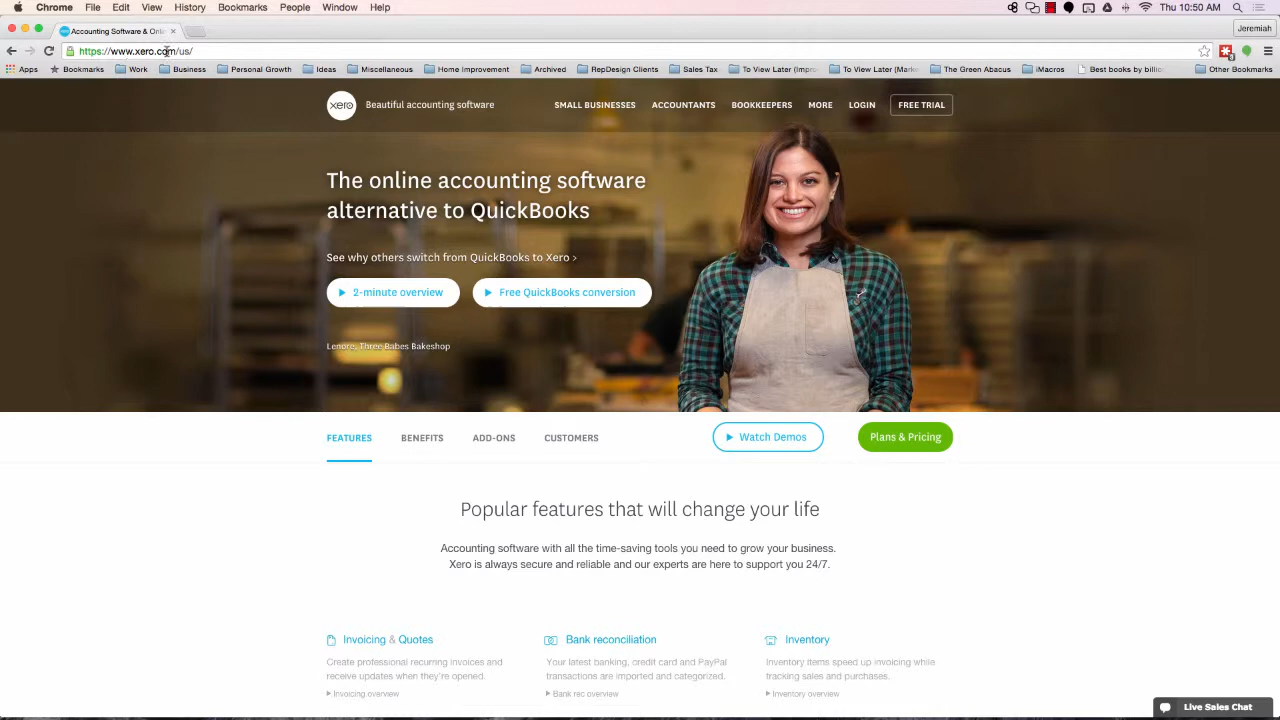 Chrome File Edit View History Bookmarks People Window Help Thu 10:50 AM
Accounting Software & Onli
Jeremiah
https://www.xero.com/us/
Apps Bookmarks Work Business Personal Growth Ideas Miscellaneous Home Improvement Archived RepDesign Clients Sales Tax To View Later (Impro To View Later (Mark The Green Abacus iMacros Best books by billio Other Bookmarks
xero Beautiful accounting software SMALL BUSINESSES ACCOUNTANTS BOOKKEEPERS MORE LOGIN FREE TRIAL
The online accounting software
alternative to QuickBooks
See why others switch from QuickBooks to Xero >
2-minute overview Free QuickBooks conversion
Lenore, Three Babes Bakeshop
FEATURES BENEFITS ADD-ONS CUSTOMERS Watch Demos Plans & Pricing
Popular features that will change your life
Accounting software with all the time-saving tools you need to grow your business.
Xero is always secure and reliable and our experts are here to support you 24/7.
Invoicing & Quotes Bank reconciliation Inventory
Create professional recurring invoices and Your latest banking, credit card and PayPal Inventory items speed up invoicing while
receive updates when they're opened. transactions are imported and categorized. tracking sales and purchases.
Invoicing overview Bank rec overview Inventory overview
Live Sales Chat